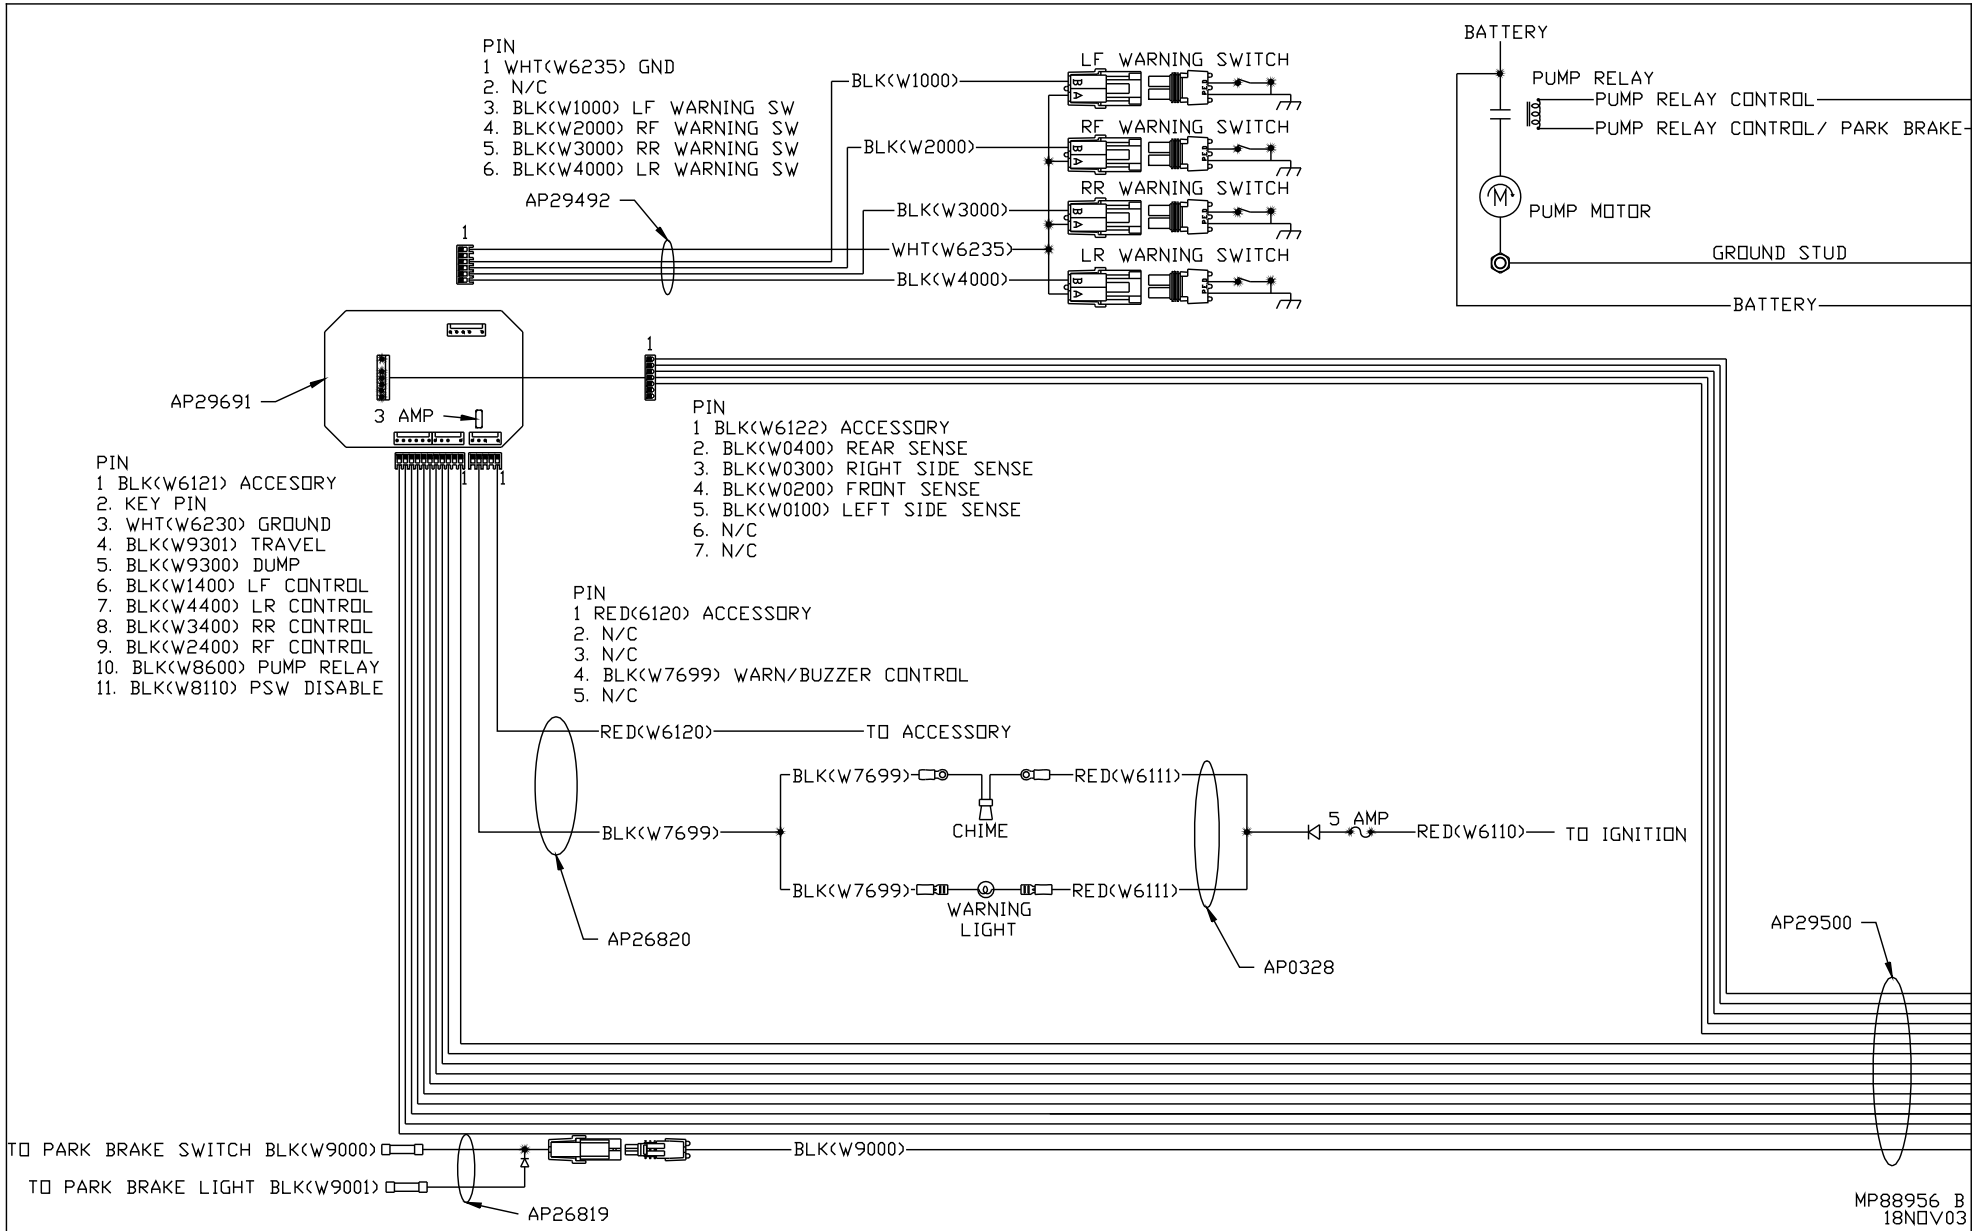 PIN
1 WHT(W6235) GND
2. N/C
3. BLK(W1000) LF WARNING SW
4. BLK(W2000) RF WARNING SW
5. BLK(W3000) RR WARNING SW
6. BLK(W4000) LR WARNING SW
AP29492
1
BLK(W1000)
BLK(W2000)
BLK(W3000)
WHT(W6235)
BLK(W4000)
LF WARNING SWITCH
B
A
RF WARNING SWITCH
B
A
RR WARNING SWITCH
B
A
LR WARNING SWITCH
B
A
BATTERY
PUMP RELAY
PUMP RELAY CONTROL
PUMP RELAY CONTROL/ PARK BRAKE
M
PUMP MOTOR
GROUND STUD
BATTERY
AP29691
3 AMP
1
PIN
1 BLK(W6122) ACCESSORY
2. BLK(W0400) REAR SENSE
3. BLK(W0300) RIGHT SIDE SENSE
4. BLK(W0200) FRONT SENSE
5. BLK(W0100) LEFT SIDE SENSE
6. N/C
7. N/C
1
1
PIN
1 BLK(W6121) ACCESORY
2. KEY PIN
3. WHT(W6230) GROUND
4. BLK(W9301) TRAVEL
5. BLK(W9300) DUMP
6. BLK(W1400) LF CONTROL
7. BLK(W4400) LR CONTROL
8. BLK(W3400) RR CONTROL
9. BLK(W2400) RF CONTROL
10. BLK(W8600) PUMP RELAY
11. BLK(W8110) PSW DISABLE
PIN
1 RED(6120) ACCESSORY
2. N/C
3. N/C
4. BLK(W7699) WARN/BUZZER CONTROL
5. N/C
RED(W6120)
TO ACCESSORY
BLK(W7699)
RED(W6111)
CHIME
BLK(W7699)
5 AMP
RED(W6110)
TO IGNITION
BLK(W7699)
RED(W6111)
WARNING
LIGHT
AP26820
AP0328
AP29500
TO PARK BRAKE SWITCH BLK(W9000)
BLK(W9000)
TO PARK BRAKE LIGHT BLK(W9001)
AP26819
MP88956 B
18NOV03